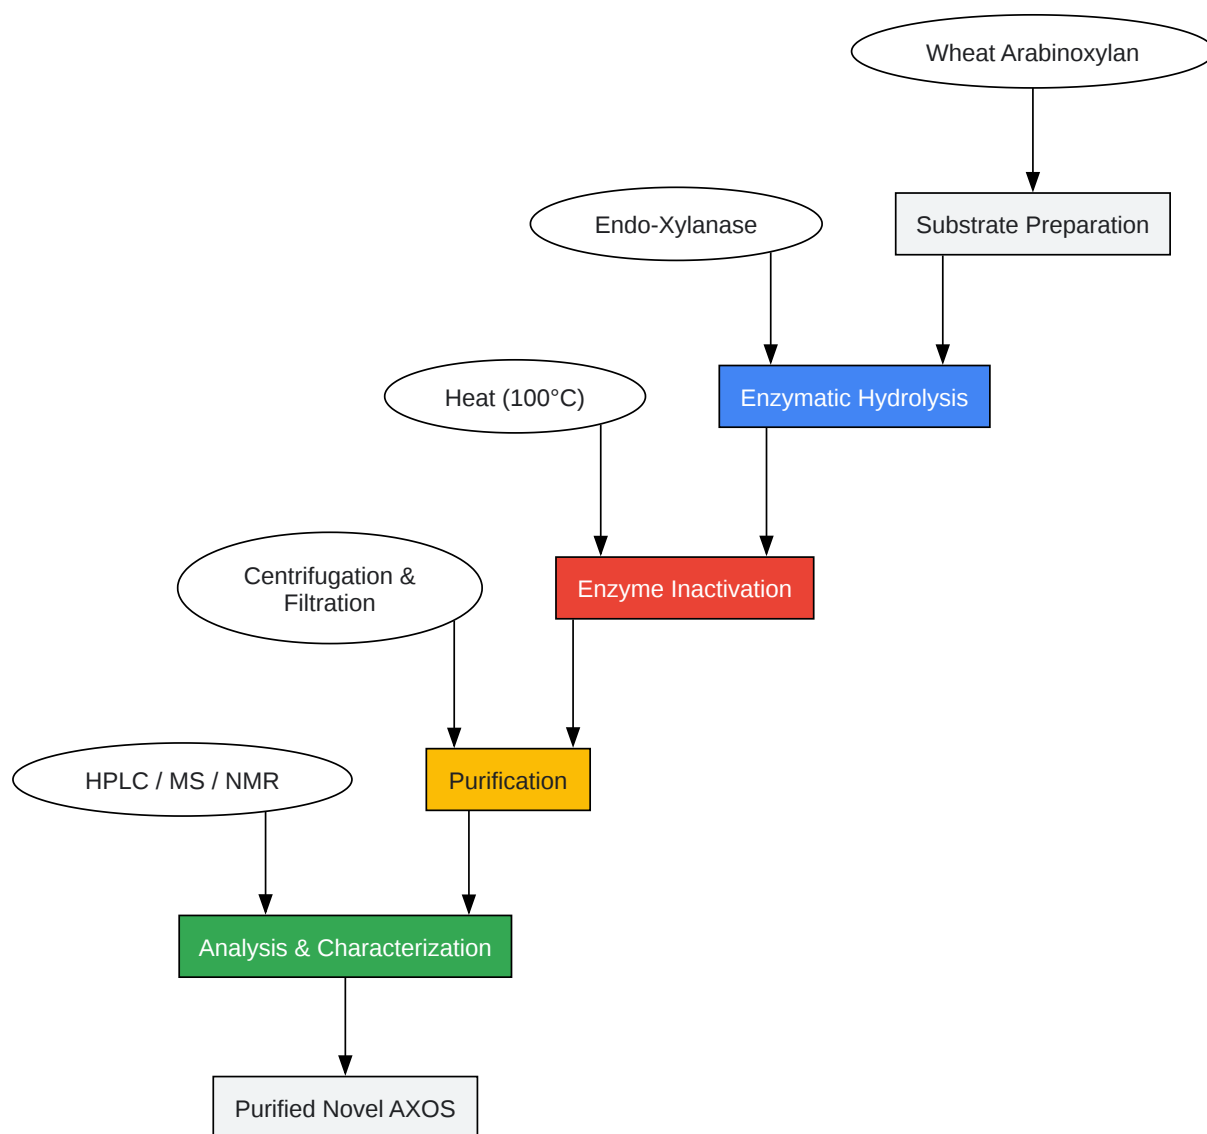 Wheat Arabinoxylan
Endo-Xylanase
Substrate Preparation
Heat (100°C)
Enzymatic Hydrolysis
Centrifugation &
Filtration
Enzyme Inactivation
HPLC / MS / NMR
Purification
Analysis & Characterization
Purified Novel AXOS